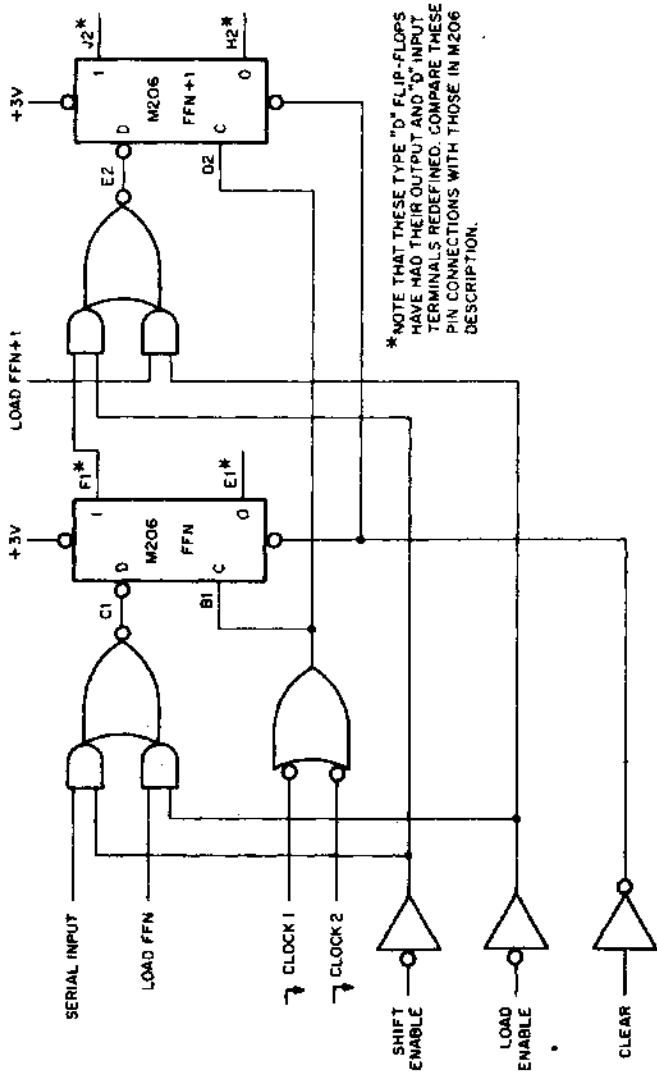 +3V
LOAD FFN+1
+3V
SERIAL INPUT
LOAD FFN
C1
D
1
M206
FFN
C
0
B1
F1*
E1*
E2
D
1
M206
FFN+1
C
0
D2
J2*
H2*
CLOCK 1
CLOCK 2
SHIFT
ENABLE
LOAD
ENABLE
CLEAR
*NOTE THAT THESE TYPE "D" FLIP-FLOPS
HAVE HAD THEIR OUTPUT AND "D" INPUT
TERMINALS REDEFINED. COMPARE THESE
PIN CONNECTIONS WITH THOSE IN M206
DESCRIPTION.